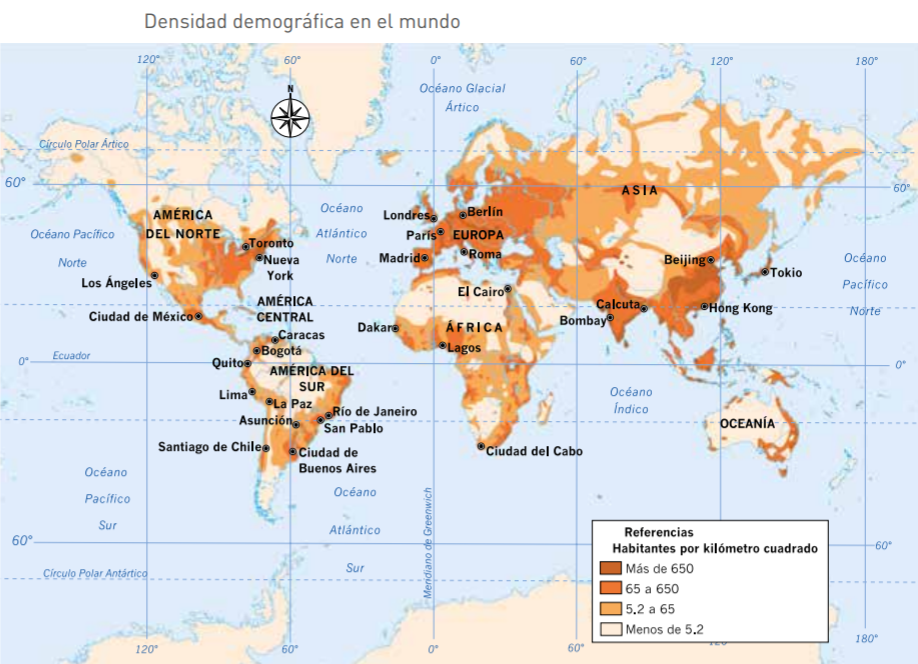 Densidad demográfica en el mundo
120°
60°
0°
60°
120°
180°
N
Océano Glacial
Ártico
Círculo Polar Ártico
60°
60°
ASIA
AMÉRICA
DEL NORTE
Océano
Atlántico
Norte
Londres
Berlín
París
EUROPA
Madrid
Roma
Océano Pacífico
Norte
Toronto
Nueva
York
Beijing
Tokio
Océano
Pacífico
Norte
Los Ángeles
El Cairo
Ciudad de México
AMÉRICA
CENTRAL
Calcuta
Bombay
Hong Kong
Caracas
Dakar
ÁFRICA
Lagos
Bogotá
0°
Ecuador
Quito
0°
AMÉRICA DEL
SUR
Lima
La Paz
Océano
Índico
Río de Janeiro
Asunción
San Pablo
OCEANÍA
Santiago de Chile
Ciudad de
Buenos Aires
Ciudad del Cabo
Océano
Pacífico
Sur
Océano
Atlántico
Sur
Meridiano de Greenwich
60°
60°
Círculo Polar Antártico
Referencias
Habitantes por kilómetro cuadrado
Más de 650
65 a 650
5.2 a 65
Menos de 5.2
120°
60°
0°
60°
120°
180°